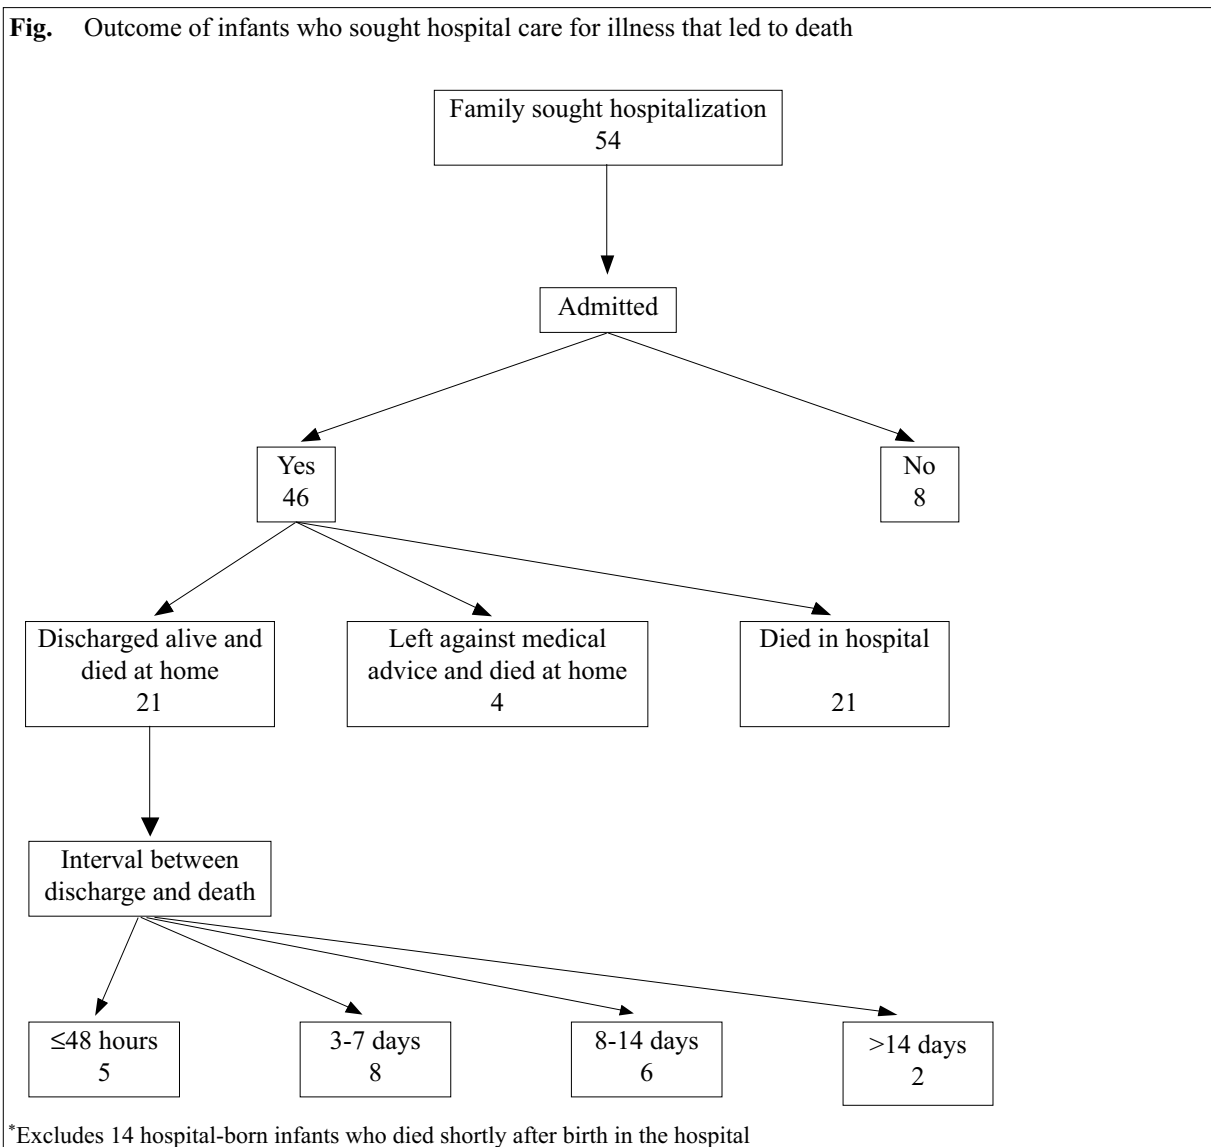 Fig. Outcome of infants who sought hospital care for illness that led to death
Family sought hospitalization
54
Admitted
Yes
46
No
8
Discharged alive and
died at home
21
Left against medical
advice and died at home
4
Died in hospital
21
Interval between
discharge and death
≤48 hours
5
3-7 days
8
8-14 days
6
>14 days
2
*Excludes 14 hospital-born infants who died shortly after birth in the hospital